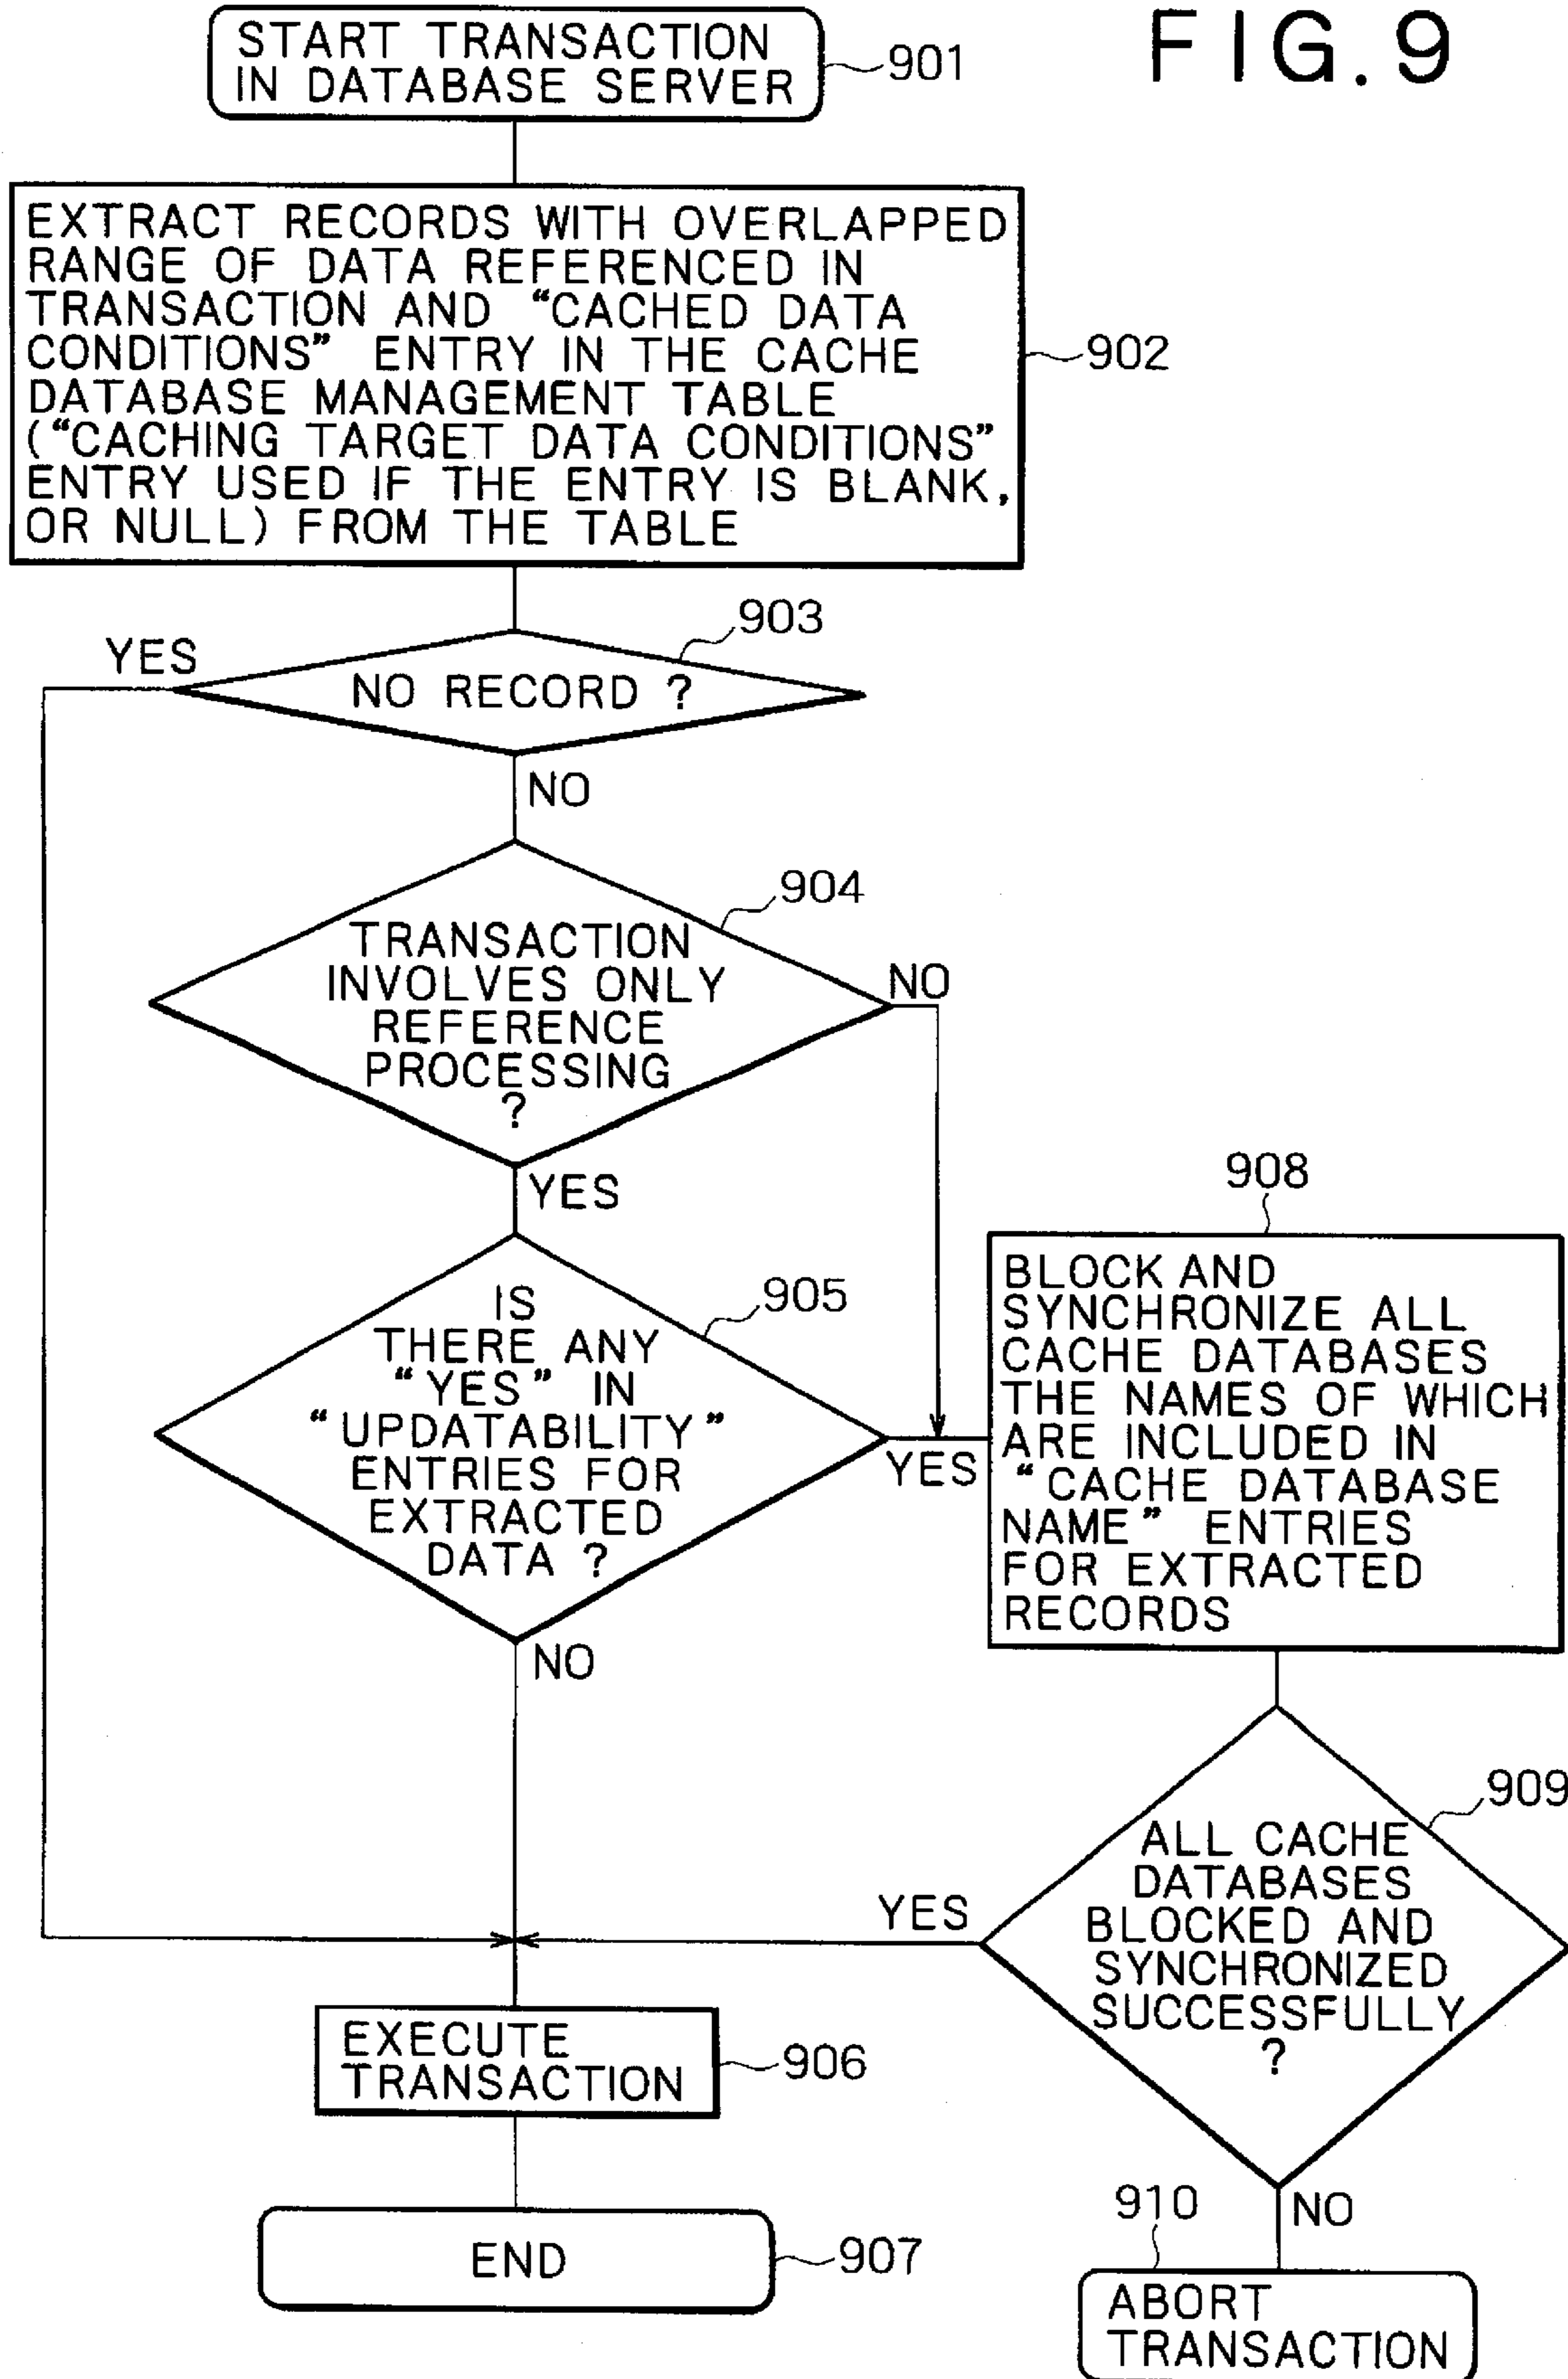 FIG.9
START TRANSACTION
IN DATABASE SERVER
901
EXTRACT RECORDS WITH OVERLAPPED
RANGE OF DATA REFERENCED IN
TRANSACTION AND “CACHED DATA
CONDITIONS” ENTRY IN THE CACHE
DATABASE MANAGEMENT TABLE
(“CACHING TARGET DATA CONDITIONS”
ENTRY USED IF THE ENTRY IS BLANK,
OR NULL) FROM THE TABLE
902
903
YES
NO RECORD ?
NO
904
TRANSACTION
INVOLVES ONLY
REFERENCE
PROCESSING
?
NO
YES
905
IS
THERE ANY
“YES” IN
“UPDATABILITY”
ENTRIES FOR
EXTRACTED
DATA ?
YES
NO
908
BLOCK AND
SYNCHRONIZE ALL
CACHE DATABASES
THE NAMES OF WHICH
ARE INCLUDED IN
“CACHE DATABASE
NAME” ENTRIES
FOR EXTRACTED
RECORDS
909
ALL CACHE
DATABASES
BLOCKED AND
SYNCHRONIZED
SUCCESSFULLY
?
YES
NO
EXECUTE
TRANSACTION
906
END
907
910
ABORT
TRANSACTION